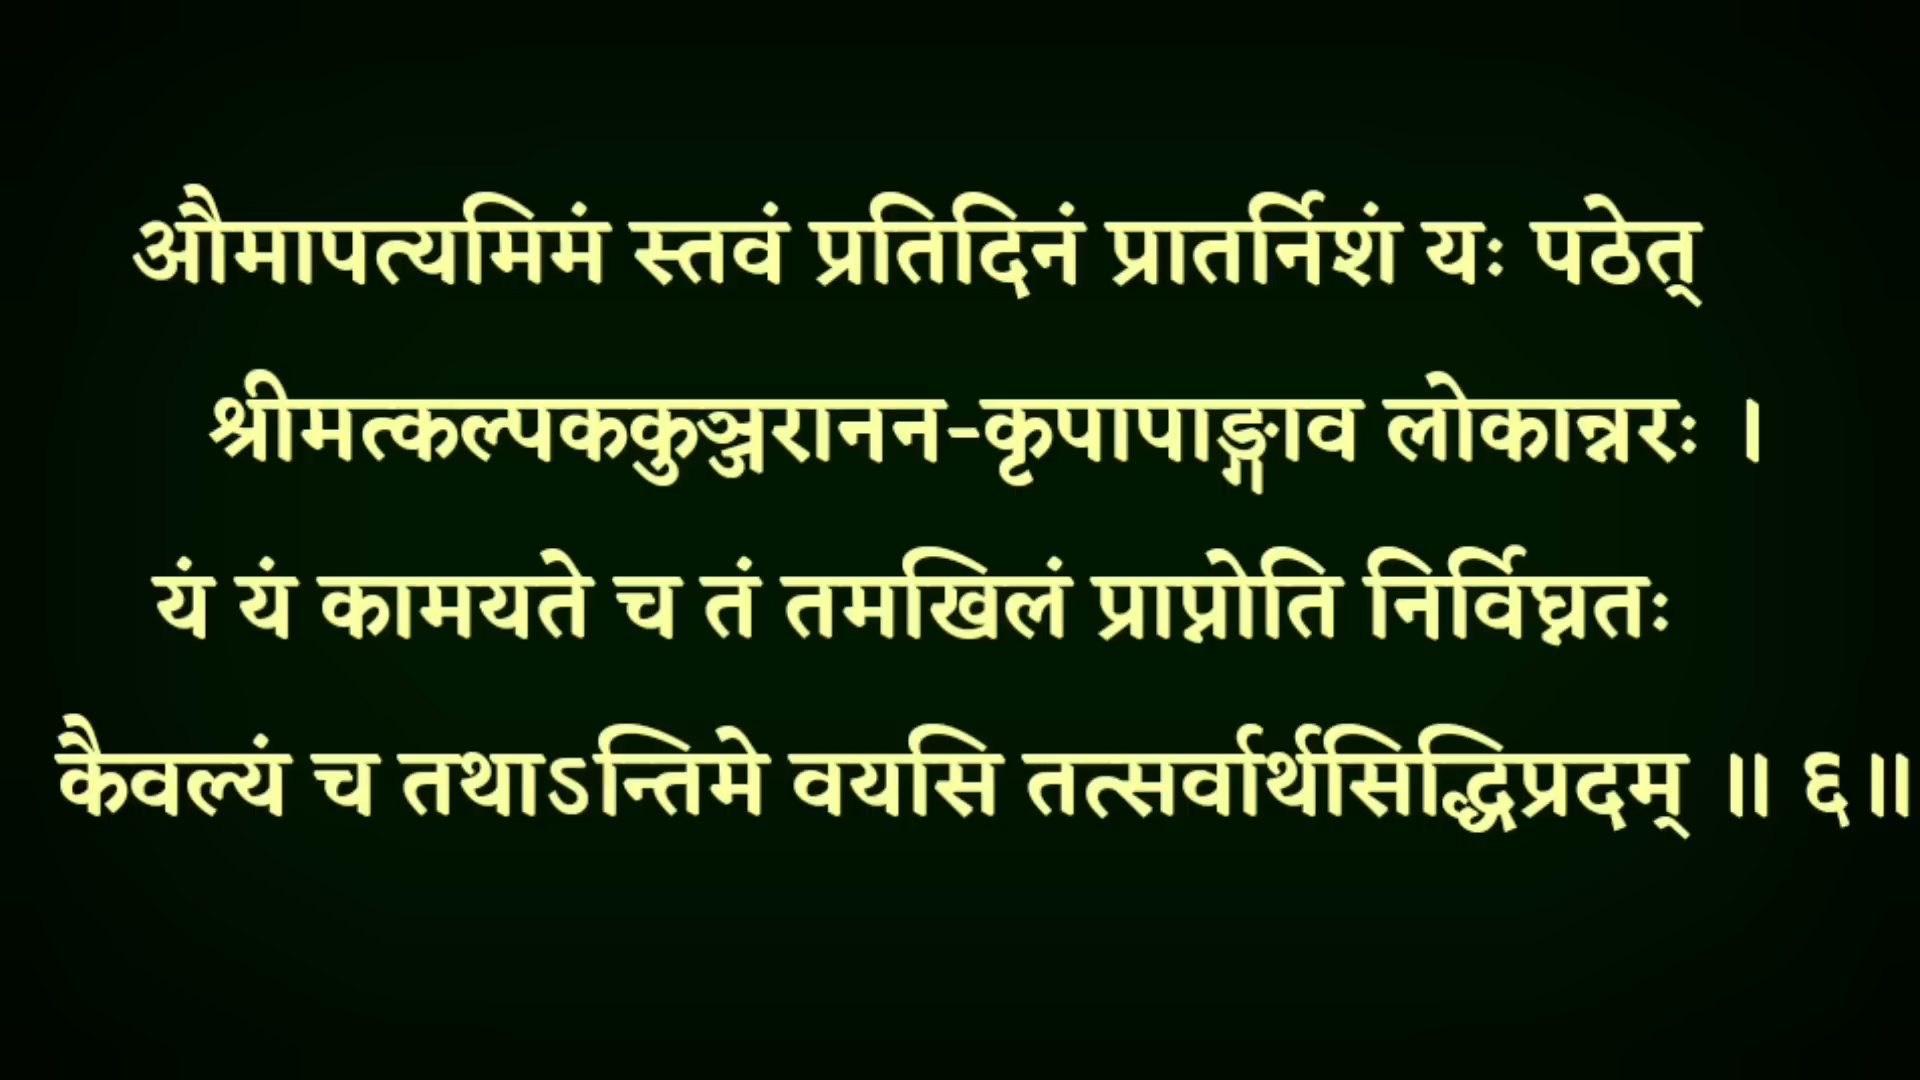 औमापत्यमिमं स्तवं प्रतिदिनं प्रातर्निशं यः पठेत्
श्रीमत्कल्पककुञ्जरानन-कृपापाङ्गाव लोकान्नरः ।
यं यं कामयते च तं तमखिलं प्राप्नोति निर्विघ्नतः
कैवल्यं च तथाऽन्तिमे वयसि तत्सर्वार्थसिद्धिप्रदम् ॥ ६॥